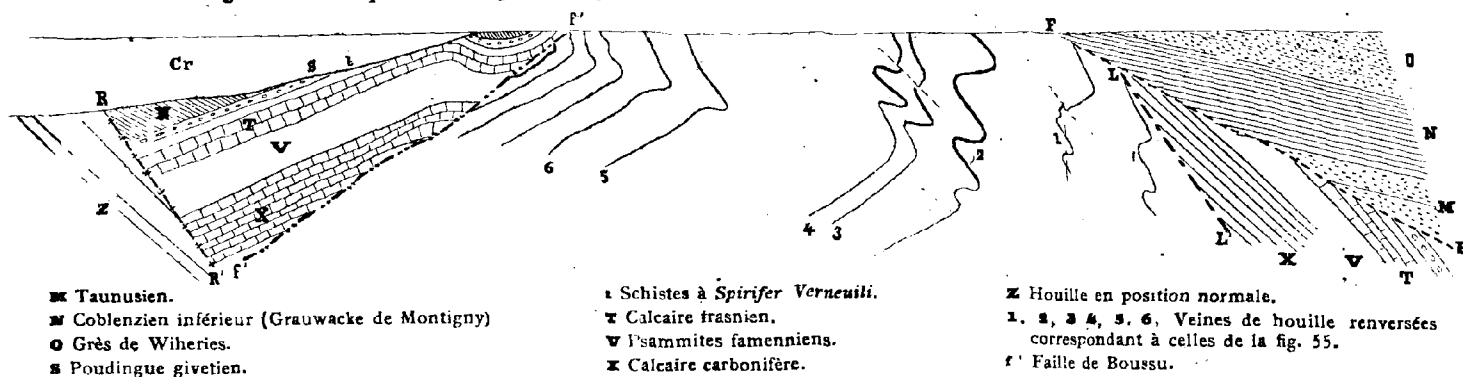 f' F
Cr s ι L O
R N T V N
6 5 2 1 1
Z X 4 3 M
R' f' L X V T F
M Taunusien.
N Coblenzien inférieur (Grauwacke de Montigny)
O Grès de Wiheries.
s Poudingue givetien.
ι Schistes à Spirifer Verneuili.
T Calcaire frasnien.
V Psammites famenniens.
X Calcaire carbonifère.
Z Houille en position normale.
1, 2, 3 4, 5, 6, Veines de houille renversées
correspondant à celles de la fig. 55.
f' Faille de Boussu.